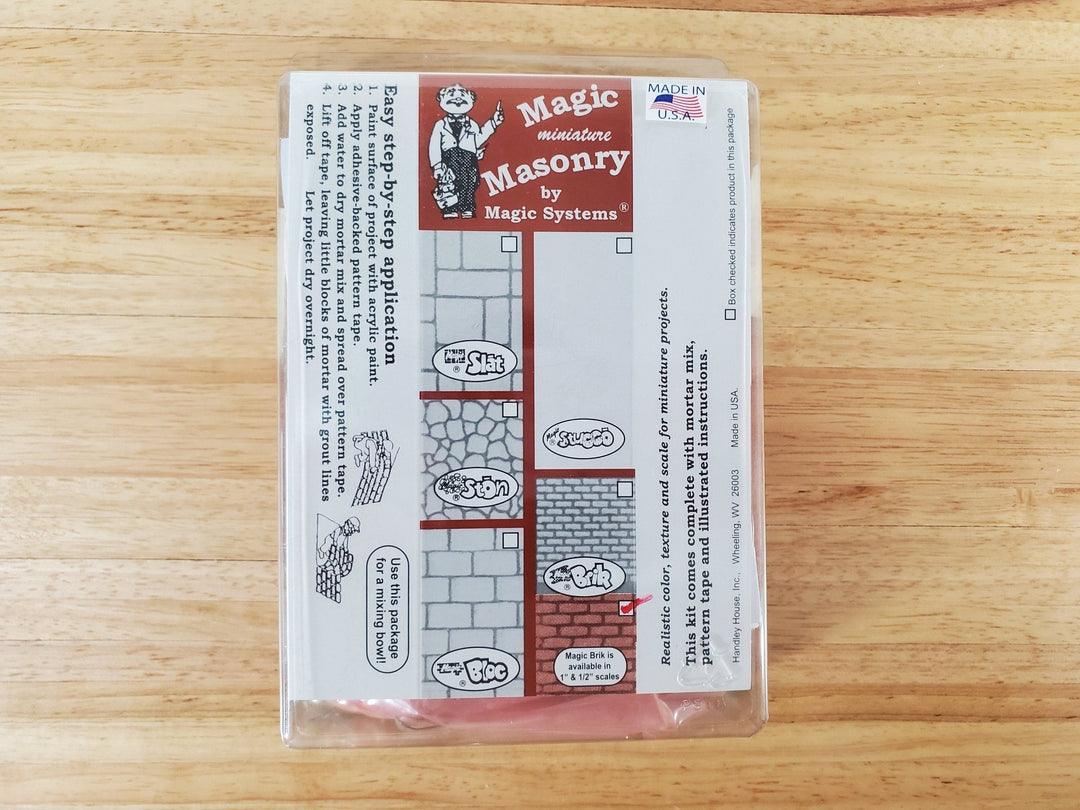 Magic
miniature
Masonry
by
Magic Systems®
MADE IN
U.S.A.
Easy step-by-step application
1. Paint surface of project with acrylic paint.
2. Apply adhesive-backed pattern tape.
3. Add water to dry mortar mix and spread over pattern tape.
4. Lift off tape, leaving little blocks of mortar with grout lines
exposed. Let project dry overnight.
Use this package
for a mixing bowl!
Slat®
Stōn®
Bloc®
Magic
Stuccō®
Brik®
Magic Brik is
available in
1" & 1/2" scales
Realistic color, texture and scale for miniature projects.
This kit comes complete with mortar mix,
pattern tape and illustrated instructions.
Handley House, Inc., Wheeling, WV 26003 Made in USA.
Box checked indicates product in this package